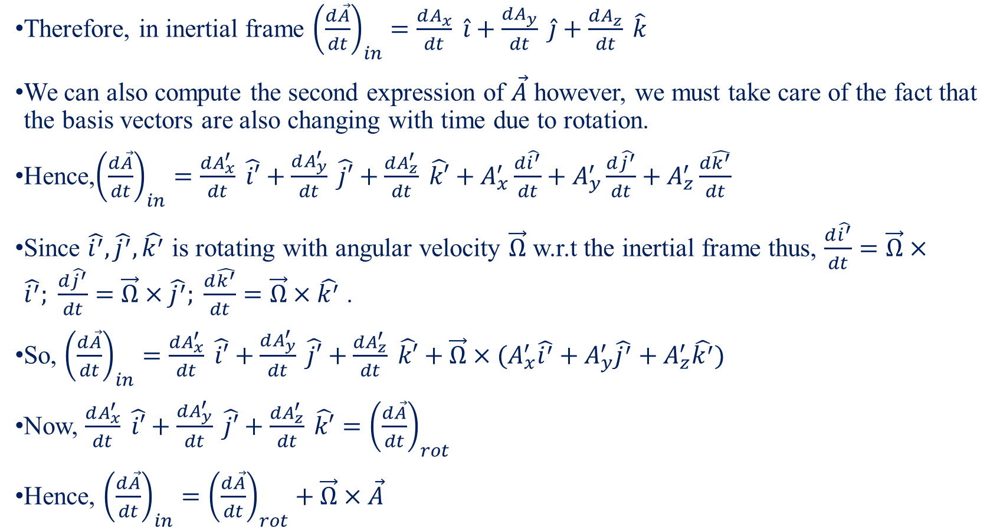 •Therefore, in inertial frame $\left(\frac{d\vec{A}}{dt}\right)_{in} = \frac{dA_x}{dt}\ \hat{\imath} + \frac{dA_y}{dt}\ \hat{\jmath} + \frac{dA_z}{dt}\ \hat{k}$
•We can also compute the second expression of $\vec{A}$ however, we must take care of the fact that
the basis vectors are also changing with time due to rotation.
•Hence, $\left(\frac{d\vec{A}}{dt}\right)_{in} = \frac{dA'_x}{dt}\ \widehat{i'} + \frac{dA'_y}{dt}\ \widehat{j'} + \frac{dA'_z}{dt}\ \widehat{k'} + A'_x \frac{d\widehat{i'}}{dt} + A'_y \frac{d\widehat{j'}}{dt} + A'_z \frac{d\widehat{k'}}{dt}$
•Since $\widehat{i'}, \widehat{j'}, \widehat{k'}$ is rotating with angular velocity $\vec{\Omega}$ w.r.t the inertial frame thus, $\frac{d\widehat{i'}}{dt} = \vec{\Omega} \times$
$\widehat{i'}$; $\frac{d\widehat{j'}}{dt} = \vec{\Omega} \times \widehat{j'}$; $\frac{d\widehat{k'}}{dt} = \vec{\Omega} \times \widehat{k'}$ .
•So, $\left(\frac{d\vec{A}}{dt}\right)_{in} = \frac{dA'_x}{dt}\ \widehat{i'} + \frac{dA'_y}{dt}\ \widehat{j'} + \frac{dA'_z}{dt}\ \widehat{k'} + \vec{\Omega} \times (A'_x \widehat{i'} + A'_y \widehat{j'} + A'_z \widehat{k'})$
•Now, $\frac{dA'_x}{dt}\ \widehat{i'} + \frac{dA'_y}{dt}\ \widehat{j'} + \frac{dA'_z}{dt}\ \widehat{k'} = \left(\frac{d\vec{A}}{dt}\right)_{rot}$
•Hence, $\left(\frac{d\vec{A}}{dt}\right)_{in} = \left(\frac{d\vec{A}}{dt}\right)_{rot} + \vec{\Omega} \times \vec{A}$